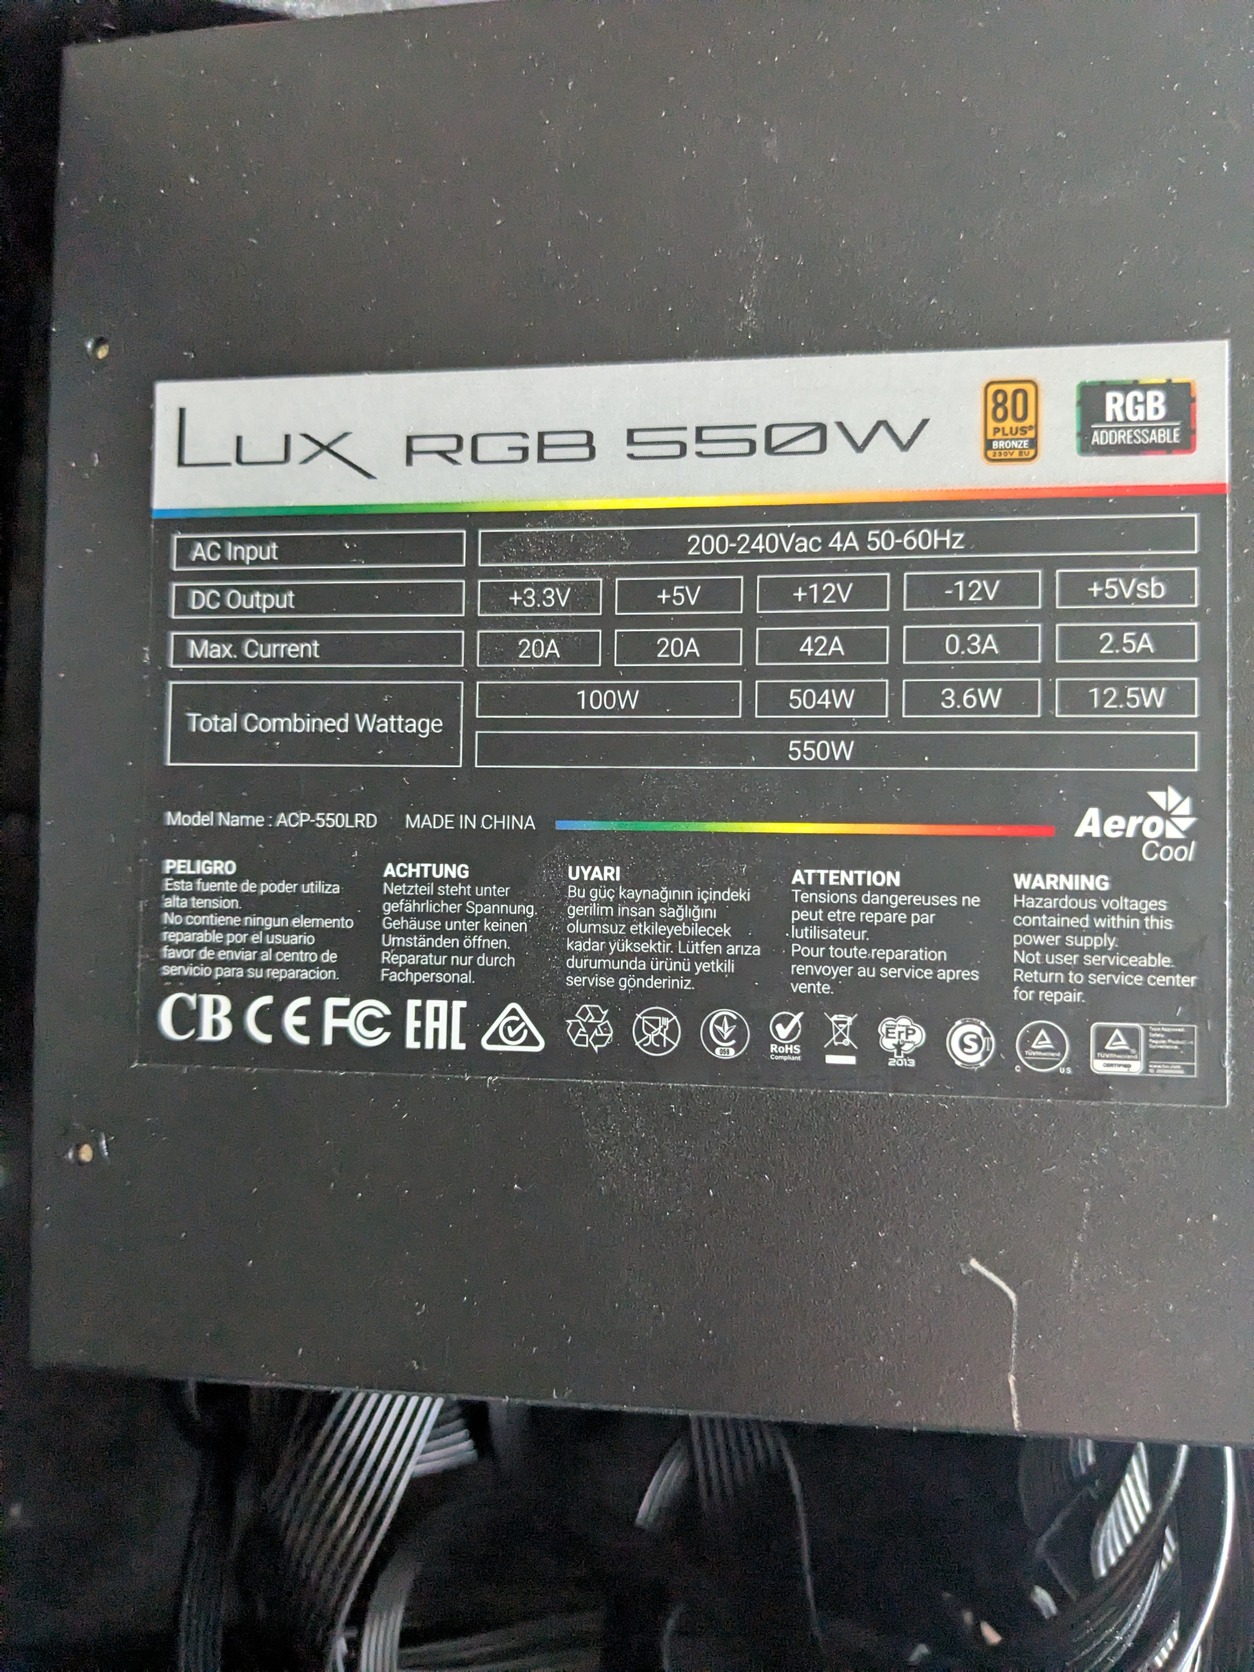 Lux RGB 550W
80
PLUS®
BRONZE
230V EU
RGB
ADDRESSABLE
AC Input 200-240Vac 4A 50-60Hz
DC Output +3.3V +5V +12V -12V +5Vsb
Max. Current 20A 20A 42A 0.3A 2.5A
Total Combined Wattage 100W 504W 3.6W 12.5W
550W
Model Name : ACP-550LRD MADE IN CHINA
Aero
Cool
PELIGRO
Esta fuente de poder utiliza
alta tension.
No contiene ningun elemento
reparable por el usuario
favor de enviar al centro de
servicio para su reparacion.
ACHTUNG
Netzteil steht unter
gefährlicher Spannung.
Gehäuse unter keinen
Umständen öffnen.
Reparatur nur durch
Fachpersonal.
UYARI
Bu güç kaynağının içindeki
gerilim insan sağlığını
olumsuz etkileyebilecek
kadar yüksektir. Lütfen arıza
durumunda ürünü yetkili
servise gönderiniz.
ATTENTION
Tensions dangereuses ne
peut etre repare par
lutilisateur.
Pour toute reparation
renvoyer au service apres
vente.
WARNING
Hazardous voltages
contained within this
power supply.
Not user serviceable.
Return to service center
for repair.
CB CE FC EAC
RoHS
Compliant
ErP
2013
S
TÜVRheinland
C US
TÜVRheinland
CERTIFIED